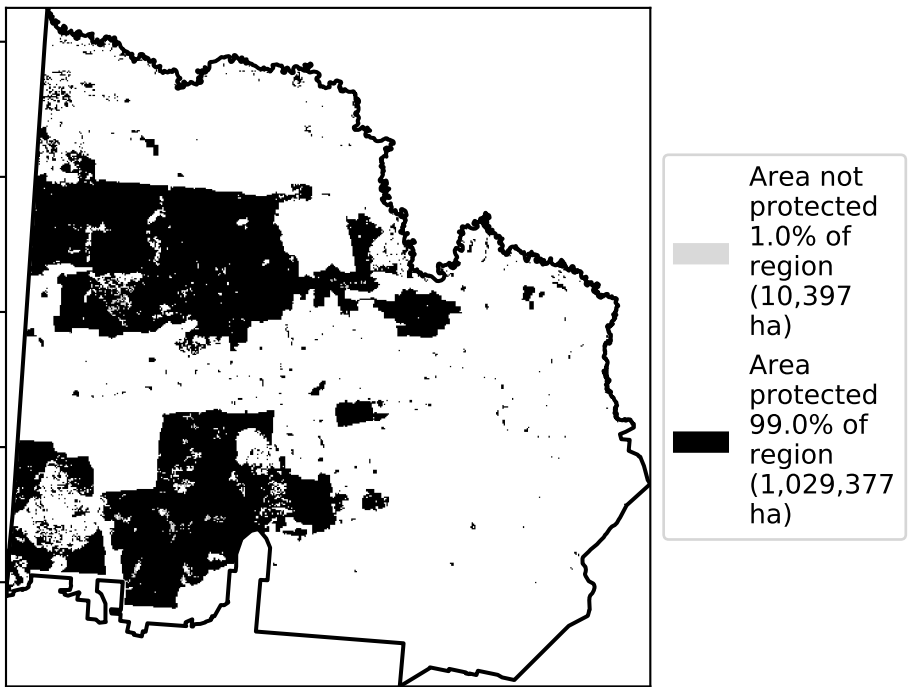 Area not
protected
1.0% of
region
(10,397
ha)
Area
protected
99.0% of
region
(1,029,377
ha)